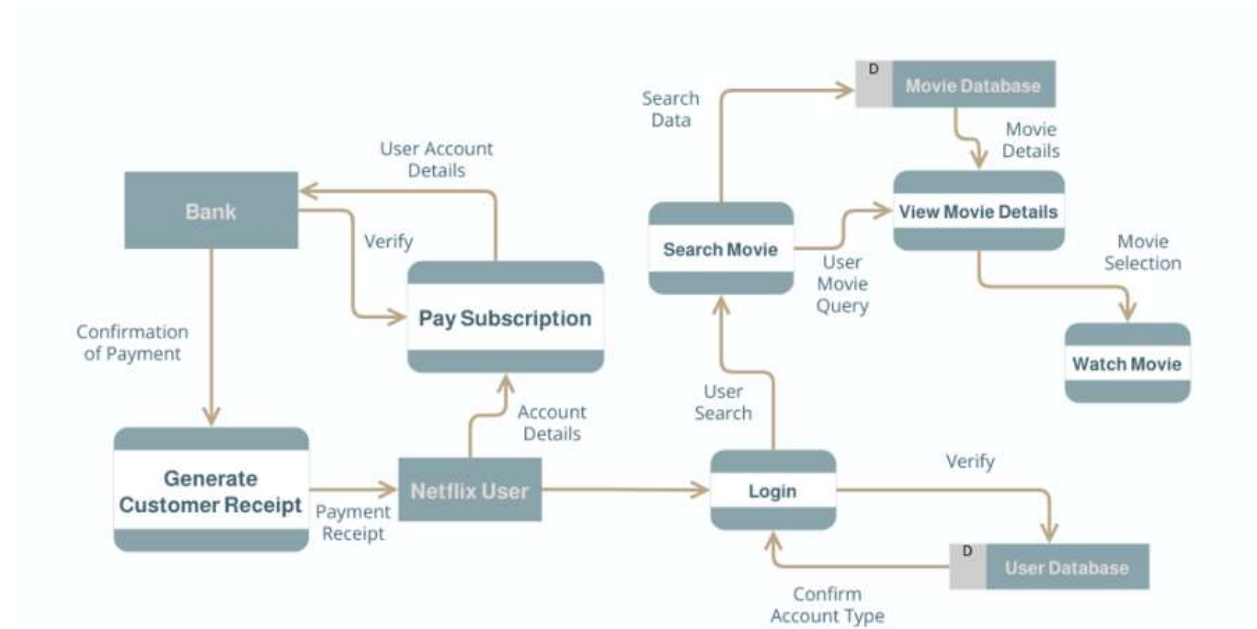 D
Movie Database
Search
Data
Movie
Details
User Account
Details
Bank
View Movie Details
Verify
Search Movie
Movie
Selection
User
Movie
Query
Pay Subscription
Confirmation
of Payment
Watch Movie
User
Search
Account
Details
Generate
Customer Receipt
Netflix User
Login
Verify
Payment
Receipt
D
User Database
Confirm
Account Type